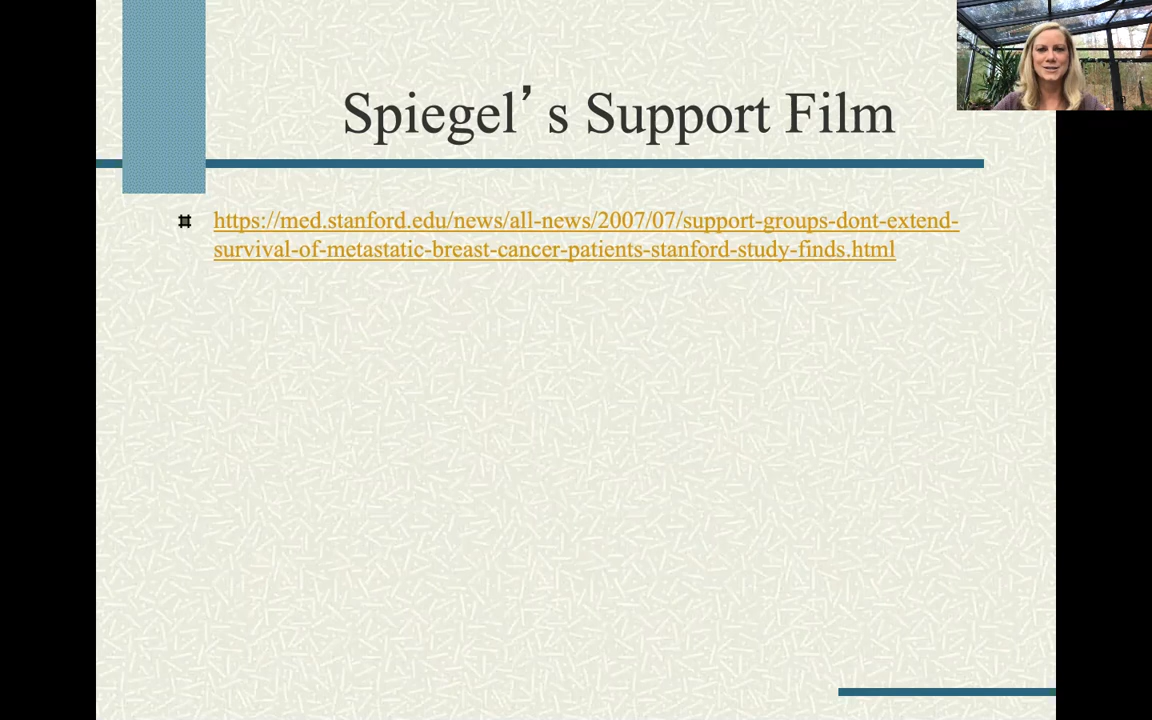 Spiegel’s Support Film
https://med.stanford.edu/news/all-news/2007/07/support-groups-dont-extend-
survival-of-metastatic-breast-cancer-patients-stanford-study-finds.html